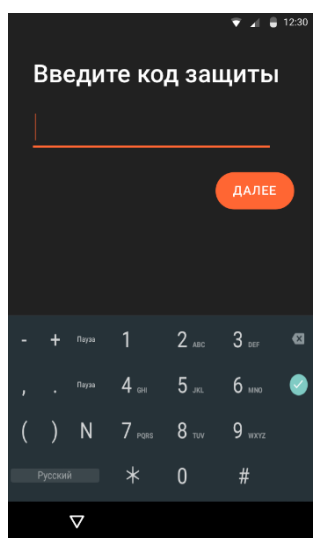 12:30
Введите код защиты
ДАЛЕЕ
- + Пауза 1 2 ABC 3 DEF
, . Пауза 4 GHI 5 JKL 6 MNO
( ) N 7 PQRS 8 TUV 9 WXYZ
Русский * 0 #